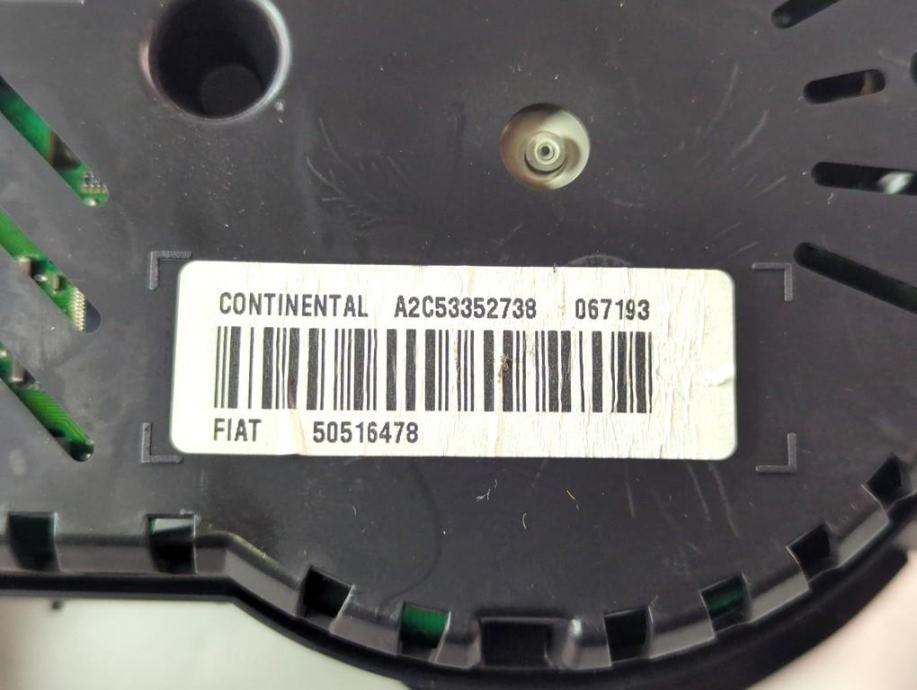 CONTINENTAL A2C53352738 067193
FIAT 50516478